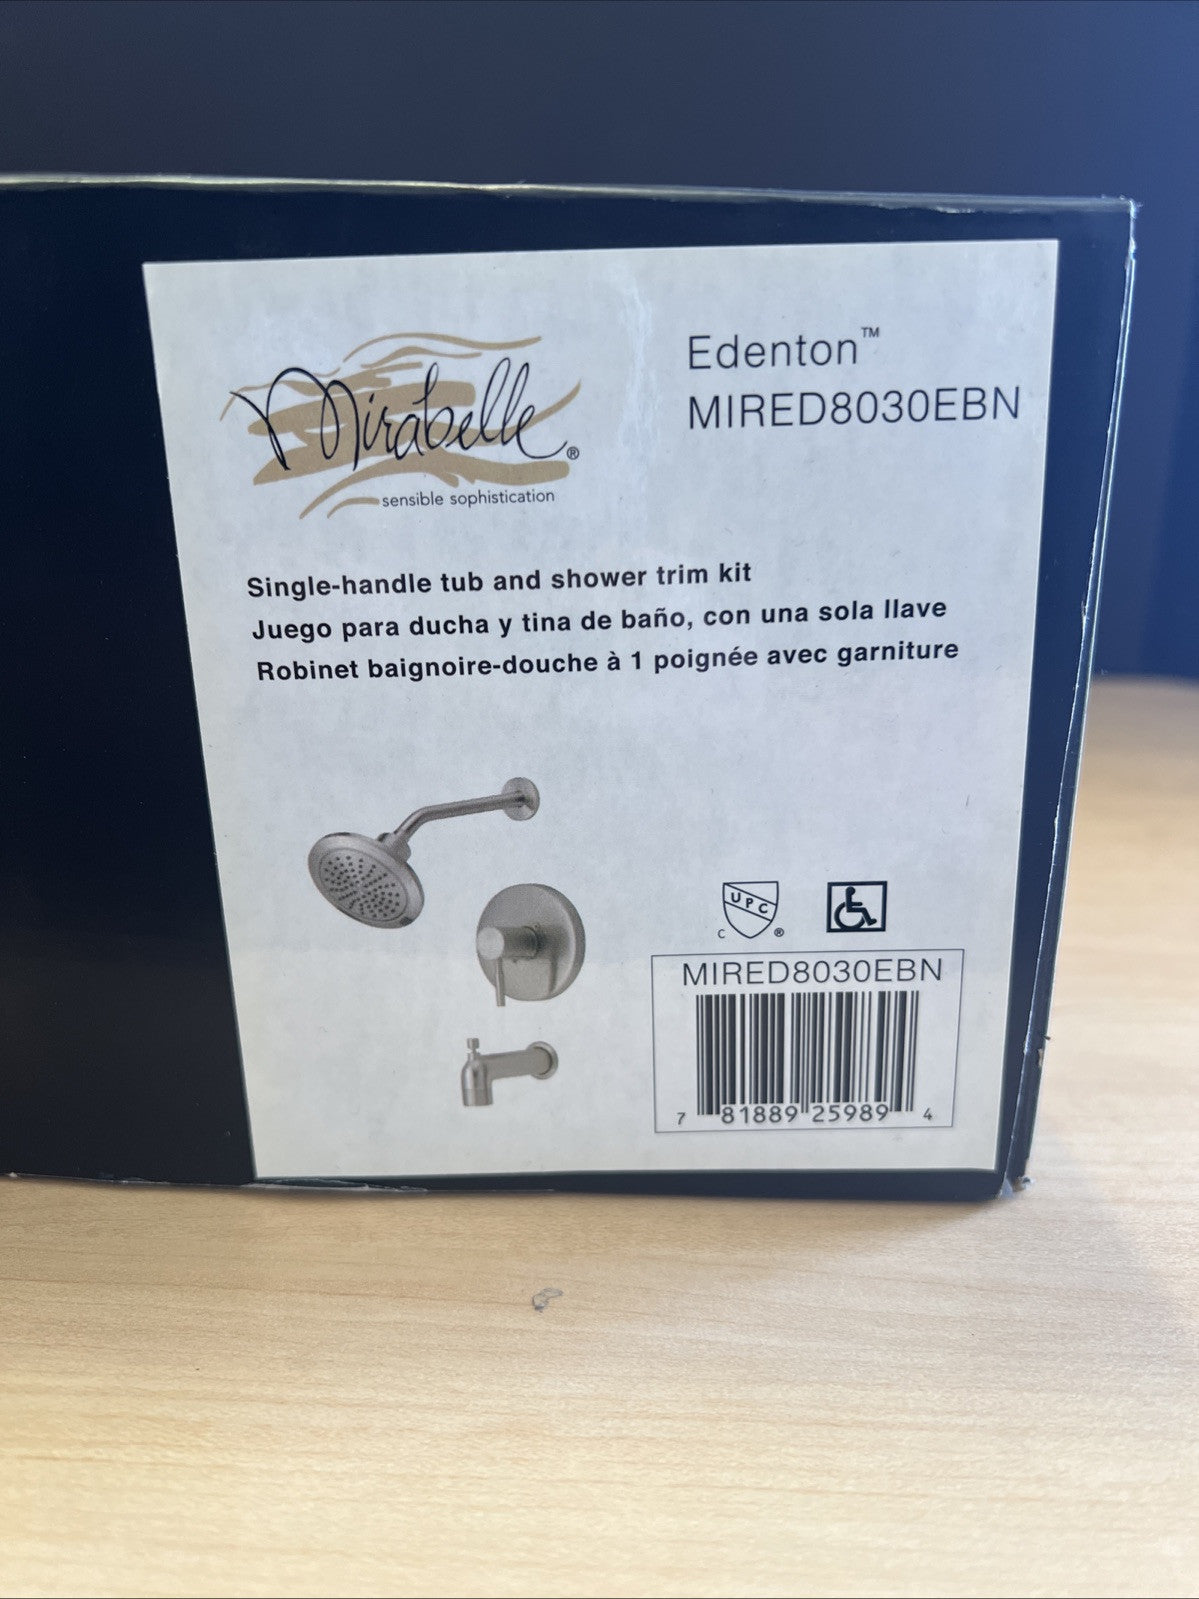 Mirabelle®
sensible sophistication
Edenton™
MIRED8030EBN
Single-handle tub and shower trim kit
Juego para ducha y tina de baño, con una sola llave
Robinet baignoire-douche à 1 poignée avec garniture
UPC
C ®
MIRED8030EBN
7 81889 25989 4